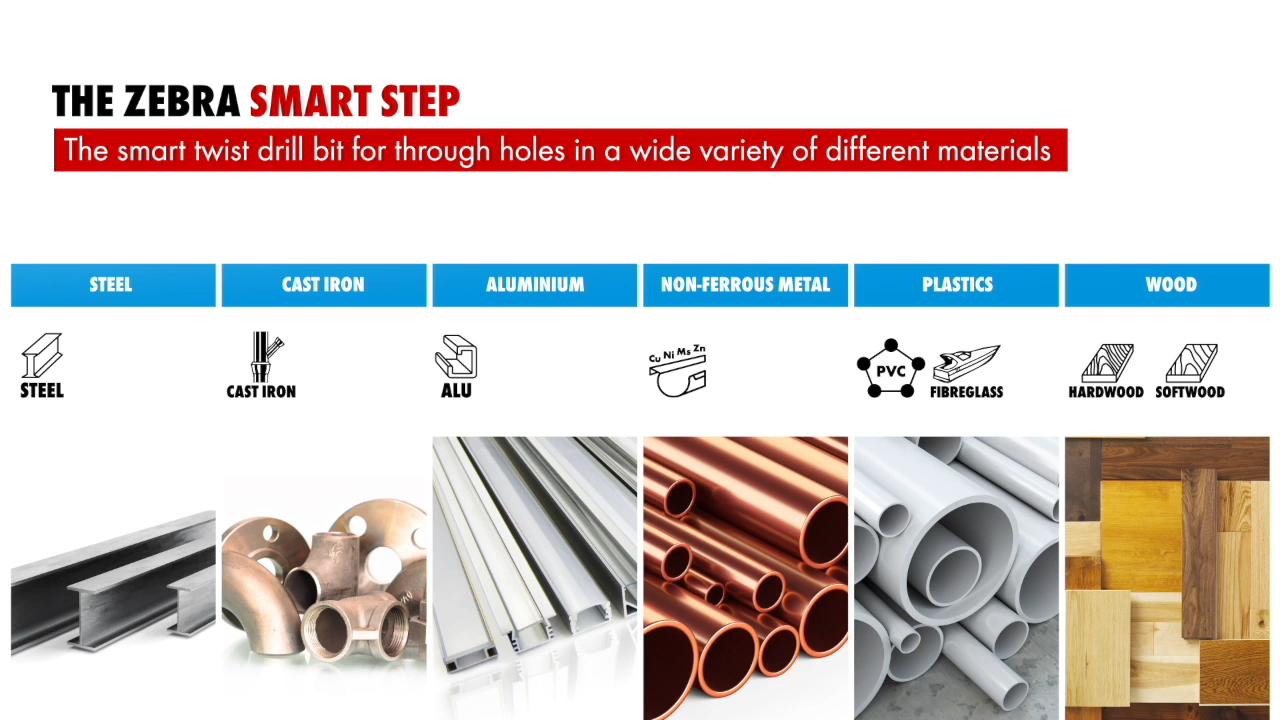 THE ZEBRA SMART STEP
The smart twist drill bit for through holes in a wide variety of different materials
STEEL
CAST IRON
ALUMINIUM
NON-FERROUS METAL
PLASTICS
WOOD
STEEL
CAST IRON
ALU
Cu Ni Ms Zn
PVC
FIBREGLASS
HARDWOOD
SOFTWOOD